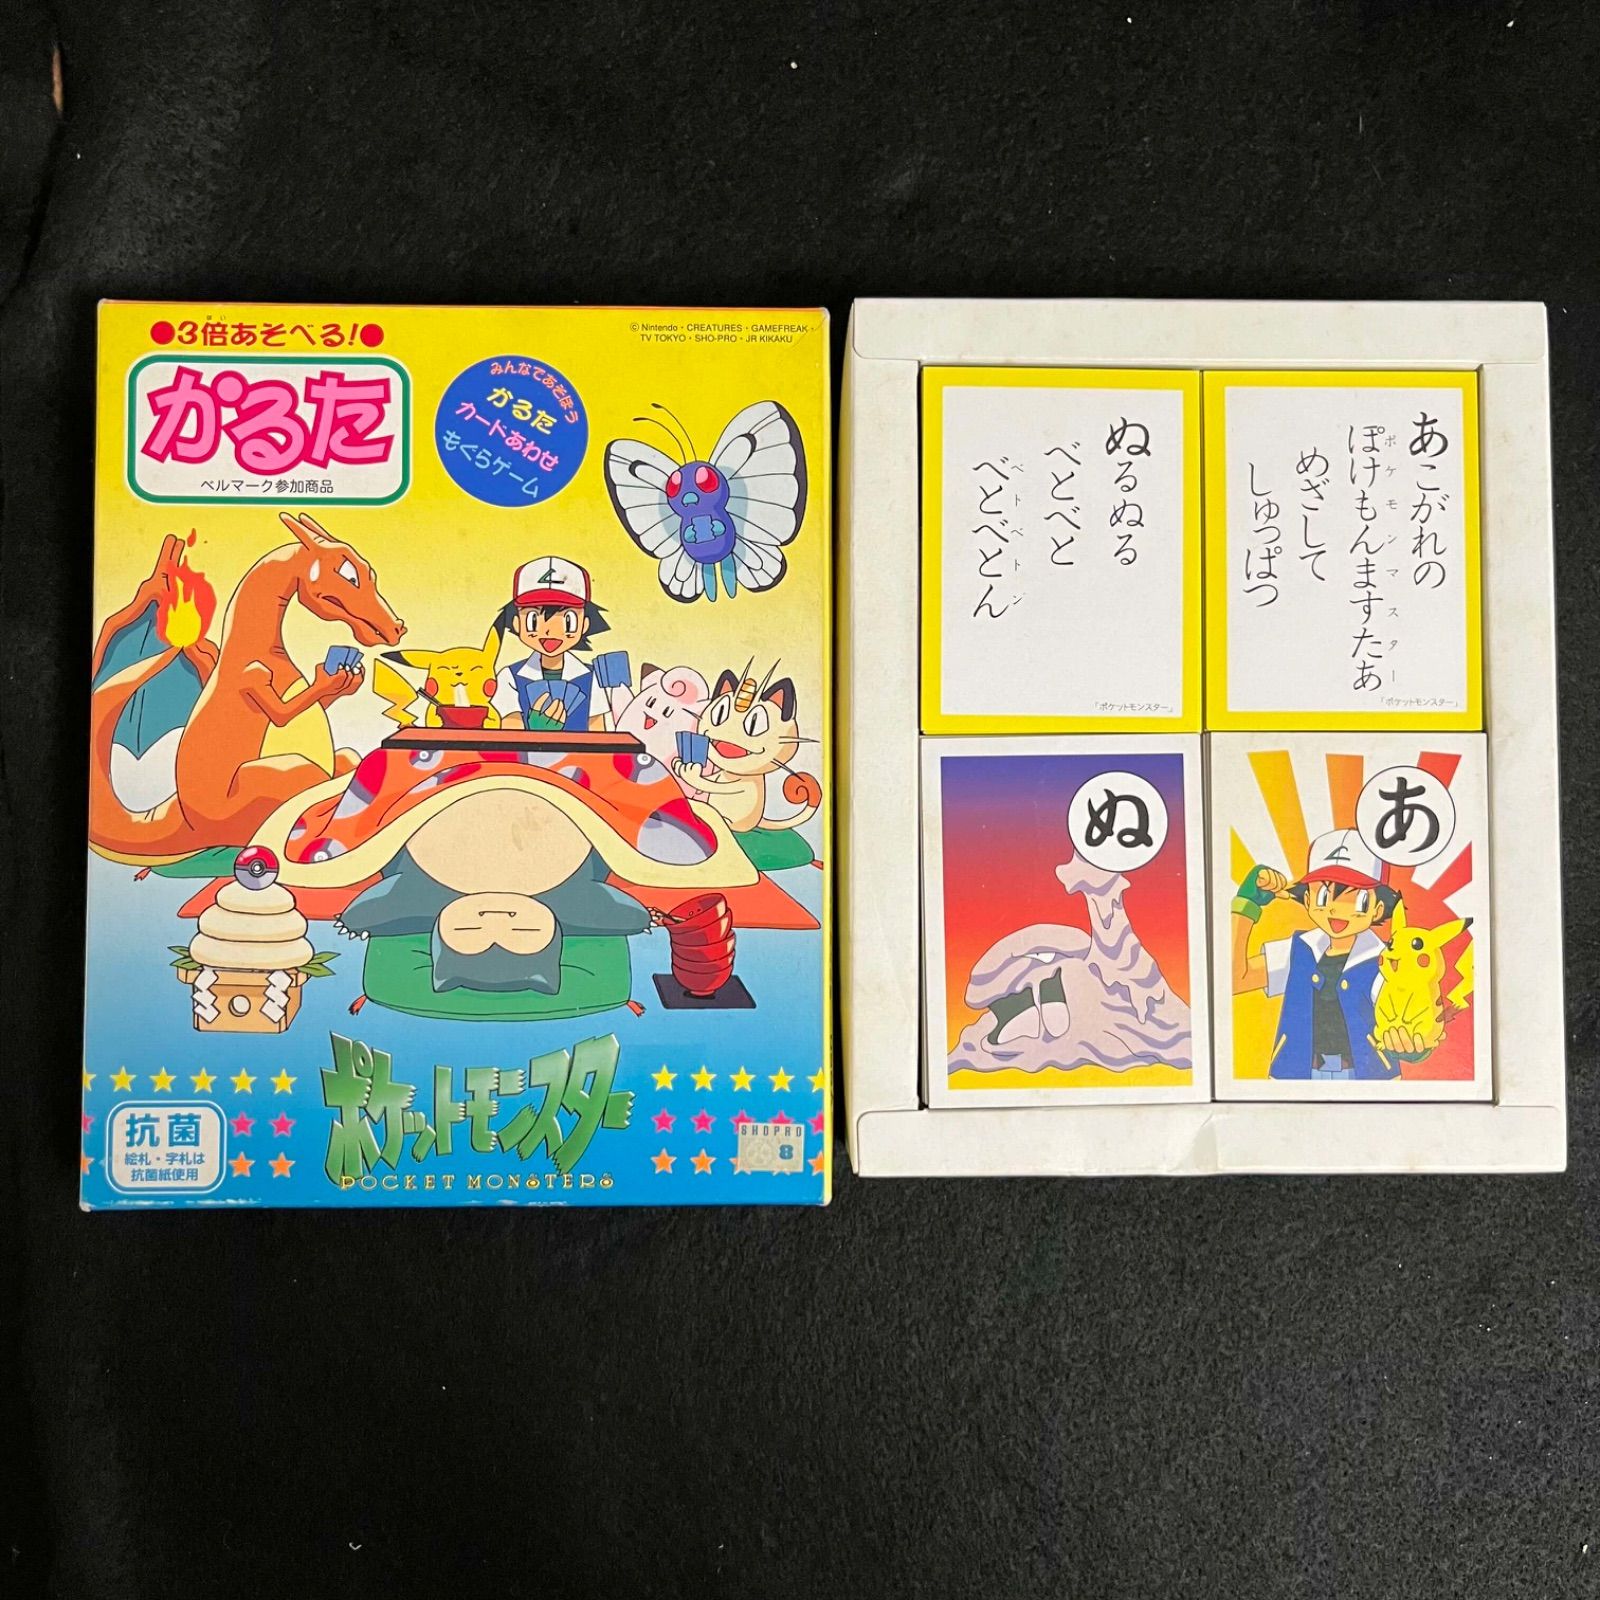 ●3倍あそべる!●
ばい
かるた
ベルマーク参加商品
みんなであそぼう
かるた
カードあわせ
もぐらゲーム
© Nintendo・CREATURES・GAMEFREAK・
TV TOKYO・SHO-PRO・JR KIKAKU
抗菌
絵札・字札は
抗菌紙使用
ポケットモンスター
POCKET MONSTERS
SHOPRO
8
あこがれの
ぽけもんますたあ
ポケモンマスター
めざして
しゅっぱつ
「ポケットモンスター」
ぬるぬる
べとべと
べとべとん
ベトベトン
「ポケットモンスター」
ぬ
あ